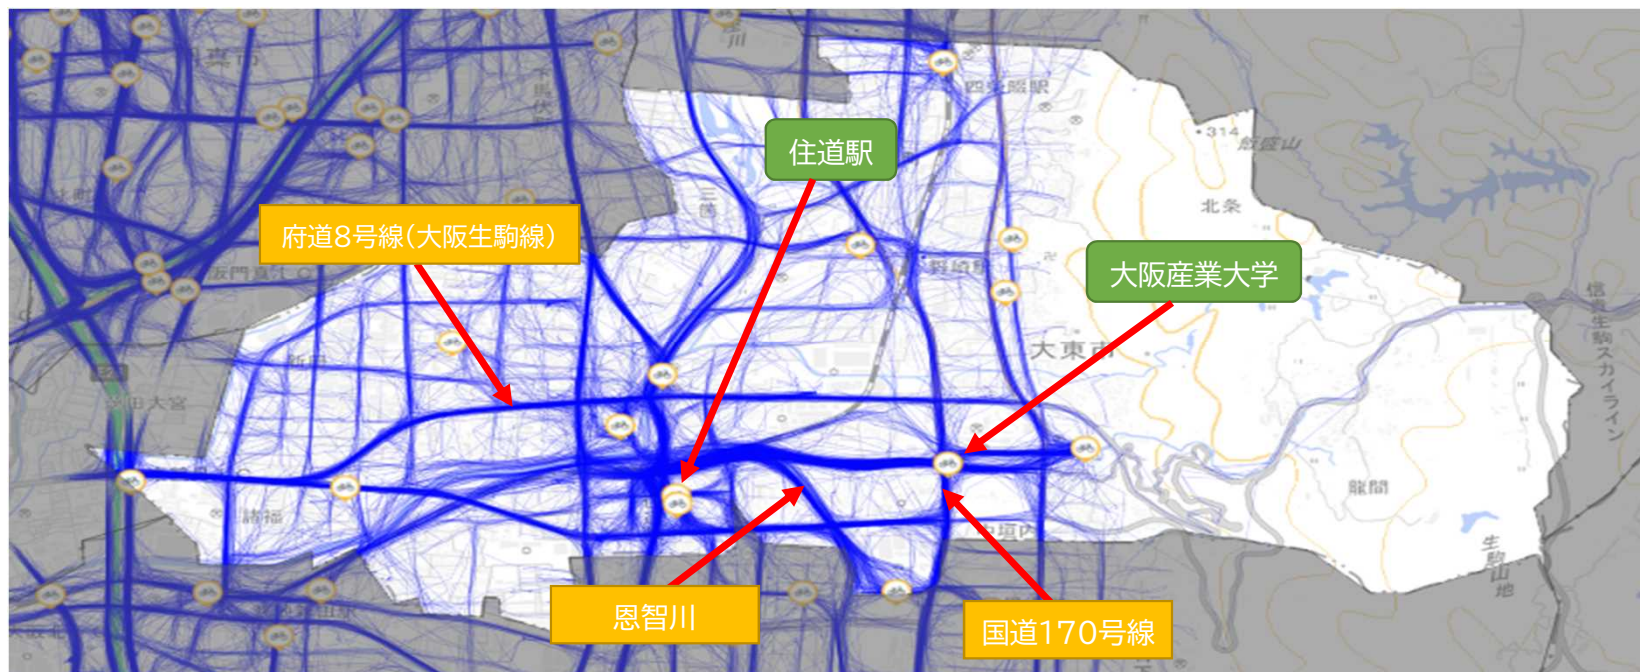 四条畷駅
住道駅
・314
飯盛山
北条
府道8号線(大阪生駒線)
大阪産業大学
野崎駅
大東市
信貴生駒スカイライン
諸福
龍間
中垣内
生駒山地
恩智川
国道170号線